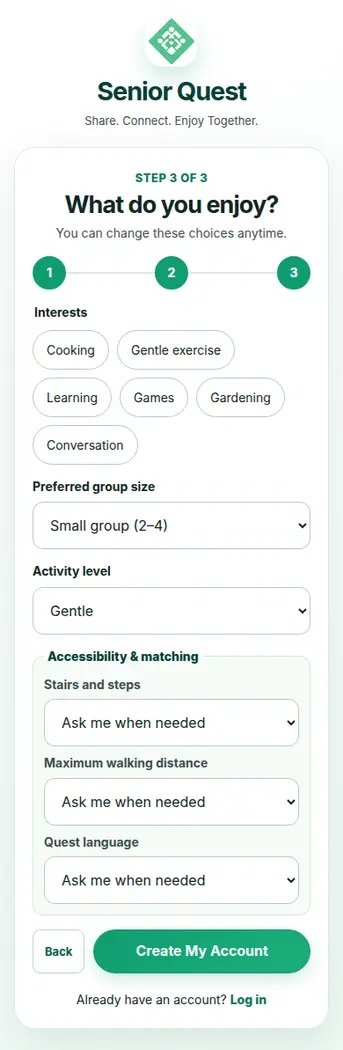 Senior Quest
Share. Connect. Enjoy Together.
STEP 3 OF 3
What do you enjoy?
You can change these choices anytime.
1 2 3
Interests
Cooking Gentle exercise
Learning Games Gardening
Conversation
Preferred group size
Small group (2–4)
Activity level
Gentle
Accessibility & matching
Stairs and steps
Ask me when needed
Maximum walking distance
Ask me when needed
Quest language
Ask me when needed
Back Create My Account
Already have an account? Log in